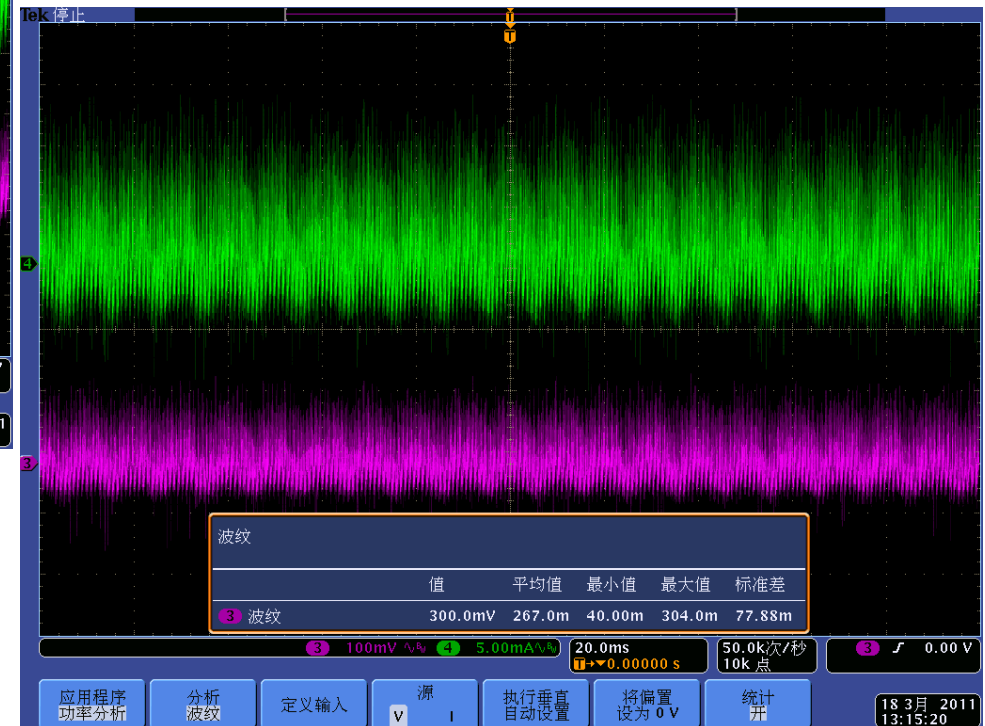 Tek 停止
T
T
4
3
波纹
值 平均值 最小值 最大值 标准差
3 波纹 300.0mV 267.0m 40.00m 304.0m 77.88m
3 100mV 4 5.00mA 20.0ms 50.0k次/秒 3 0.00 V
T→▼0.00000 s 10k 点
应用程序 分析 定义输入 源 执行垂直 将偏置 统计
功率分析 波纹 V I 自动设置 设为 0 V 开
18 3月 2011
13:15:20